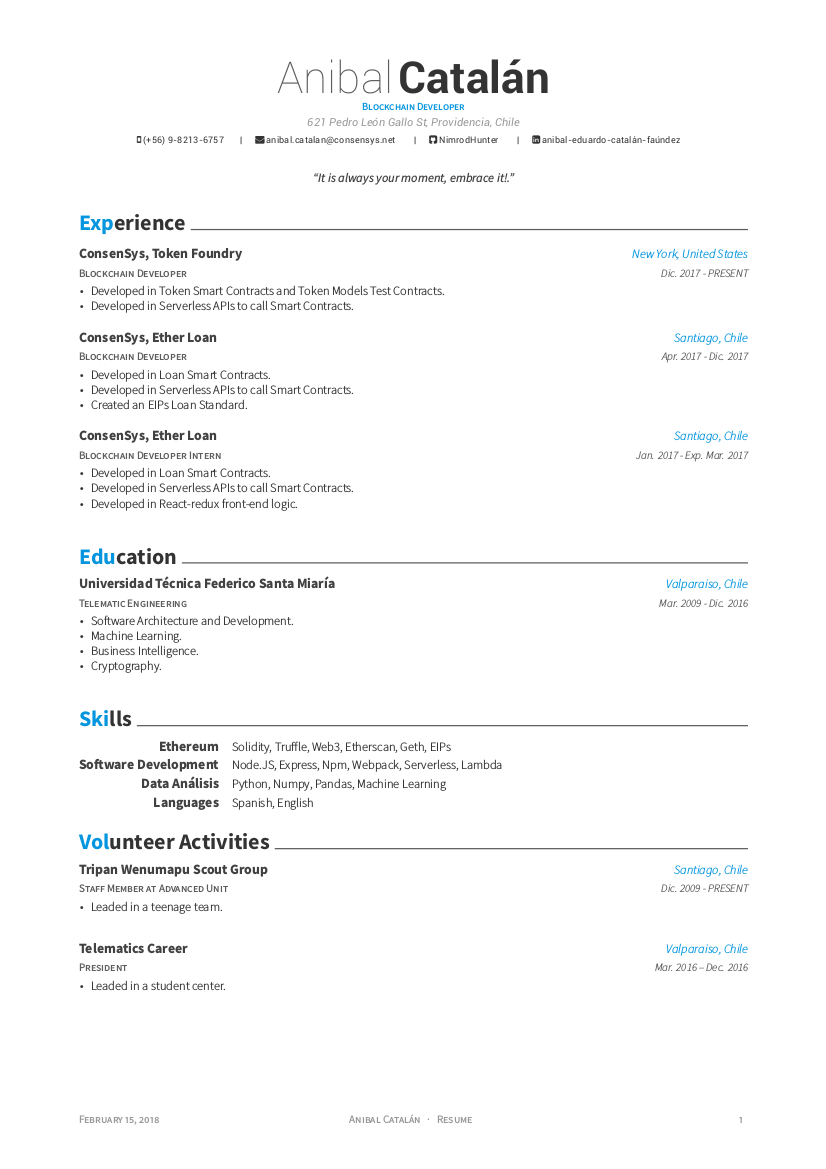 Anibal Catalán
Blockchain Developer
621 Pedro León Gallo St, Providencia, Chile
(+56) 9-8213-6757 | anibal.catalan@consensys.net | NimrodHunter | anibal-eduardo-catalán-faúndez
“It is always your moment, embrace it!.”
Experience
ConsenSys, Token Foundry New York, United States
Blockchain Developer Dic. 2017 - PRESENT
• Developed in Token Smart Contracts and Token Models Test Contracts.
• Developed in Serverless APIs to call Smart Contracts.
ConsenSys, Ether Loan Santiago, Chile
Blockchain Developer Apr. 2017 - Dic. 2017
• Developed in Loan Smart Contracts.
• Developed in Serverless APIs to call Smart Contracts.
• Created an EIPs Loan Standard.
ConsenSys, Ether Loan Santiago, Chile
Blockchain Developer Intern Jan. 2017 - Exp. Mar. 2017
• Developed in Loan Smart Contracts.
• Developed in Serverless APIs to call Smart Contracts.
• Developed in React-redux front-end logic.
Education
Universidad Técnica Federico Santa Miaría Valparaiso, Chile
Telematic Engineering Mar. 2009 - Dic. 2016
• Software Architecture and Development.
• Machine Learning.
• Business Intelligence.
• Cryptography.
Skills
Ethereum Solidity, Truffle, Web3, Etherscan, Geth, EIPs
Software Development Node.JS, Express, Npm, Webpack, Serverless, Lambda
Data Análisis Python, Numpy, Pandas, Machine Learning
Languages Spanish, English
Volunteer Activities
Tripan Wenumapu Scout Group Santiago, Chile
Staff Member at Advanced Unit Dic. 2009 - PRESENT
• Leaded in a teenage team.
Telematics Career Valparaiso, Chile
President Mar. 2016 – Dec. 2016
• Leaded in a student center.
February 15, 2018 Anibal Catalán · Resume 1